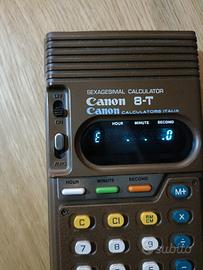 SEXAGESIMAL CALCULATOR
Canon 8-T
Canon CALCULATORS ITALIA
HOUR MINUTE SECOND
E . . .0
OFF
ON
HOUR MINUTE SECOND
M+
C CI RM CM
÷
7 8 9
×
subito